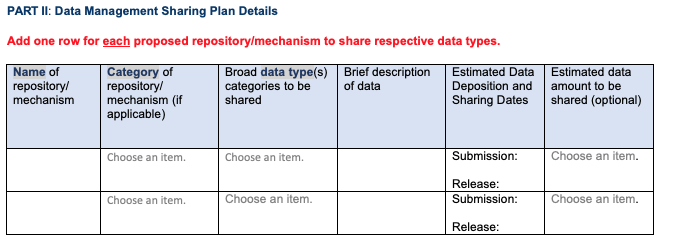 PART II: Data Management Sharing Plan Details
Add one row for each proposed repository/mechanism to share respective data types.
Name of
repository/
mechanism
Category of
repository/
mechanism (if
applicable)
Broad data type(s)
categories to be
shared
Brief description
of data
Estimated Data
Deposition and
Sharing Dates
Estimated data
amount to be
shared (optional)
Choose an item.
Choose an item.
Submission:
Release:
Choose an item.
Choose an item.
Choose an item.
Submission:
Release:
Choose an item.